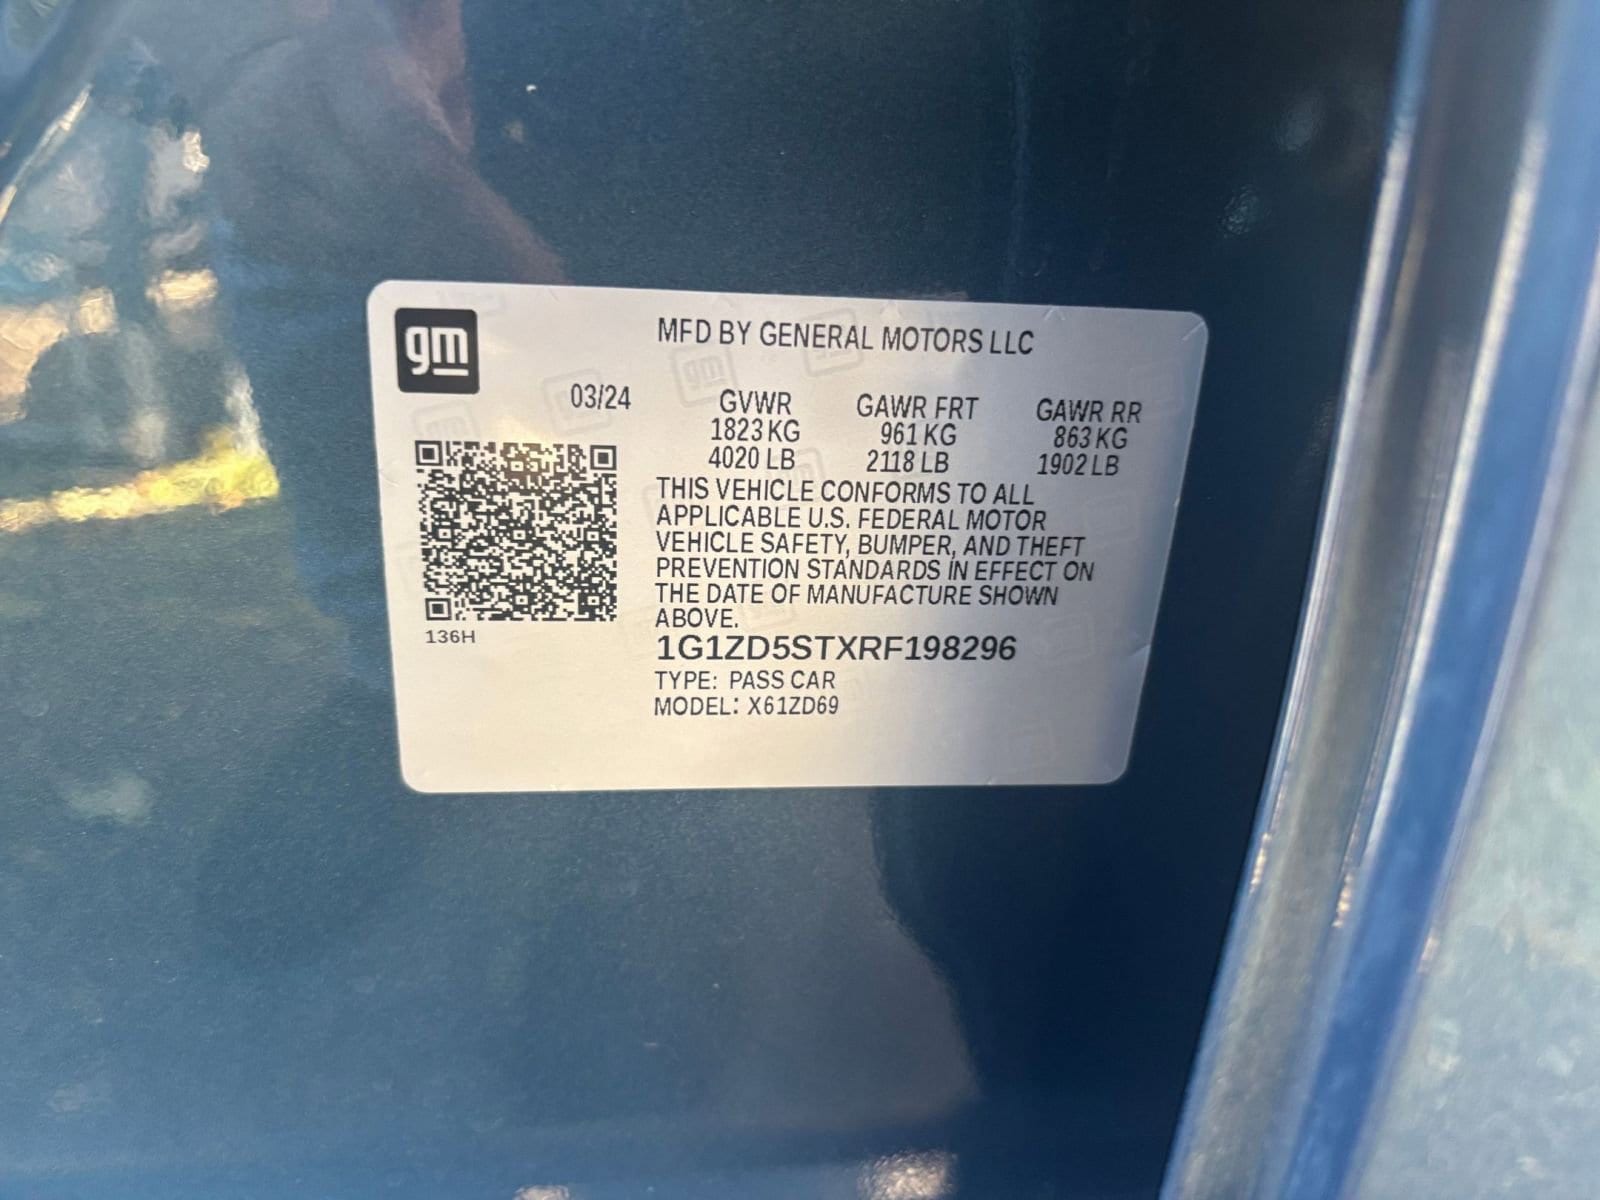 gm
MFD BY GENERAL MOTORS LLC
03/24
GVWR GAWR FRT GAWR RR
1823 KG 961 KG 863 KG
4020 LB 2118 LB 1902 LB
THIS VEHICLE CONFORMS TO ALL
APPLICABLE U.S. FEDERAL MOTOR
VEHICLE SAFETY, BUMPER, AND THEFT
PREVENTION STANDARDS IN EFFECT ON
THE DATE OF MANUFACTURE SHOWN
ABOVE.
136H
1G1ZD5STXRF198296
TYPE: PASS CAR
MODEL: X61ZD69